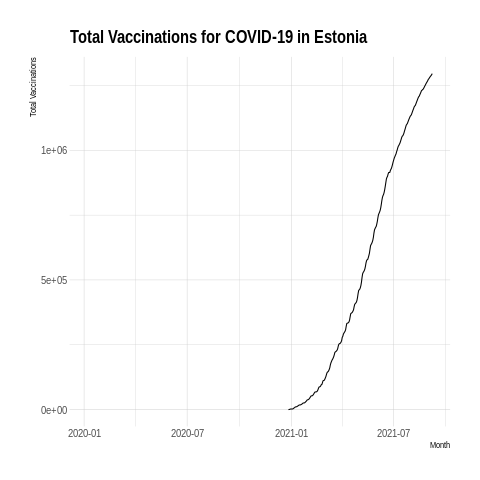 Total Vaccinations for COVID-19 in Estonia
Total Vaccinations
1e+06
5e+05
0e+00
2020-01 2020-07 2021-01 2021-07
Month